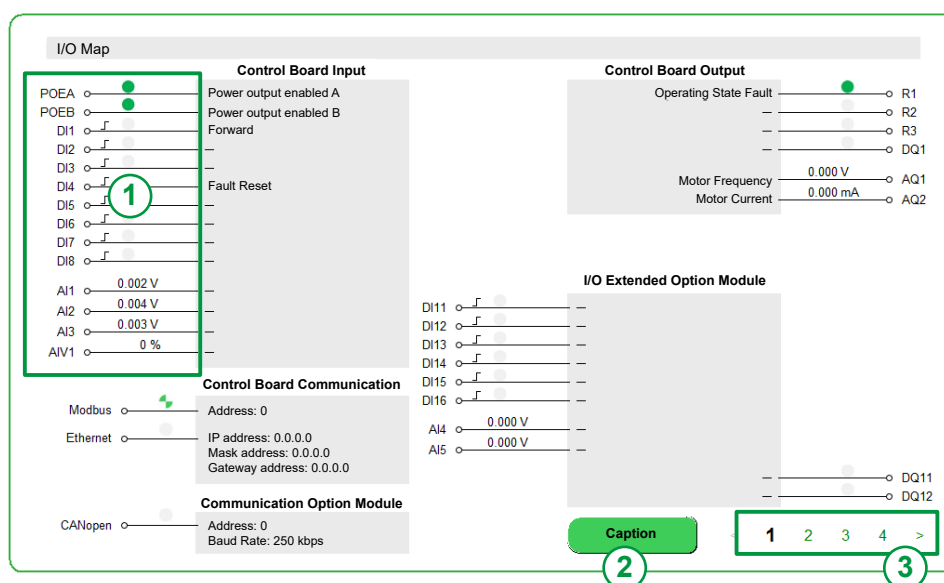 I/O Map
Control Board Input
POEA Power output enabled A
POEB Power output enabled B
DI1 Forward
DI2 –
DI3 –
DI4 Fault Reset
DI5 –
DI6 –
DI7 –
DI8 –
AI1 0.002 V –
AI2 0.004 V –
AI3 0.003 V –
AIV1 0 % –
1
Control Board Communication
Modbus Address: 0
Ethernet IP address: 0.0.0.0
Mask address: 0.0.0.0
Gateway address: 0.0.0.0
Communication Option Module
CANopen Address: 0
Baud Rate: 250 kbps
Control Board Output
Operating State Fault R1
– R2
– R3
– DQ1
Motor Frequency 0.000 V AQ1
Motor Current 0.000 mA AQ2
I/O Extended Option Module
DI11 –
DI12 –
DI13 –
DI14 –
DI15 –
DI16 –
AI4 0.000 V –
AI5 0.000 V –
– DQ11
– DQ12
Caption
< 1 2 3 4 >
2
3